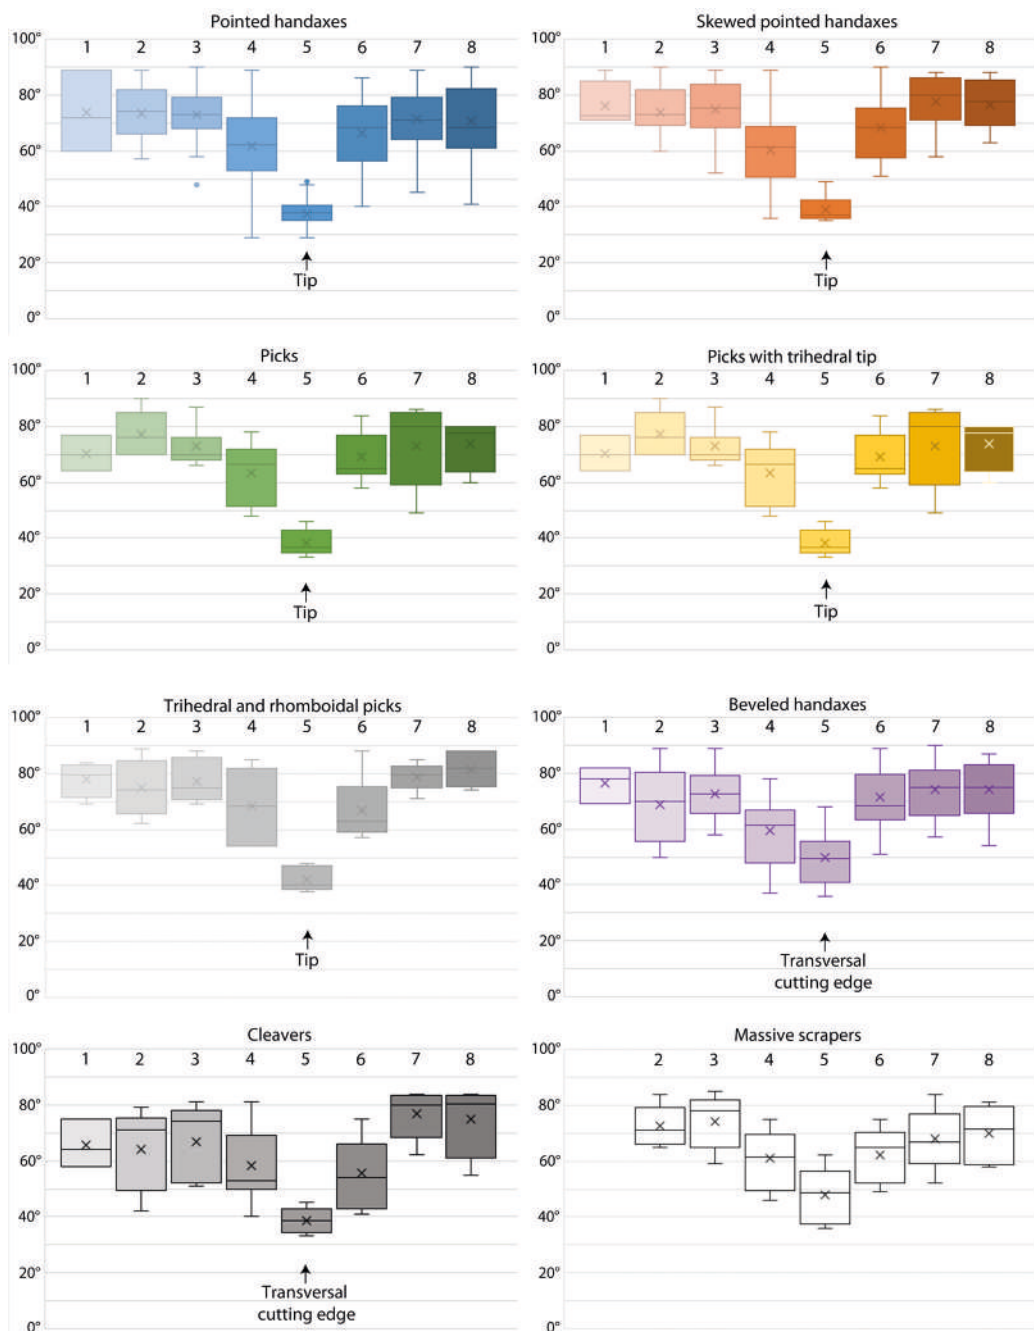 Pointed handaxes
100°
1 2 3 4 5 6 7 8
80°
60°
40°
20°
Tip
0°
Skewed pointed handaxes
100°
1 2 3 4 5 6 7 8
80°
60°
40°
20°
Tip
0°
Picks
100°
1 2 3 4 5 6 7 8
80°
60°
40°
20°
Tip
0°
Picks with trihedral tip
100°
1 2 3 4 5 6 7 8
80°
60°
40°
20°
Tip
0°
Trihedral and rhomboidal picks
100°
1 2 3 4 5 6 7 8
80°
60°
40°
20°
Tip
0°
Beveled handaxes
100°
1 2 3 4 5 6 7 8
80°
60°
40°
20°
Transversal
cutting edge
0°
Cleavers
100°
1 2 3 4 5 6 7 8
80°
60°
40°
20°
Transversal
cutting edge
0°
Massive scrapers
100°
2 3 4 5 6 7 8
80°
60°
40°
20°
0°